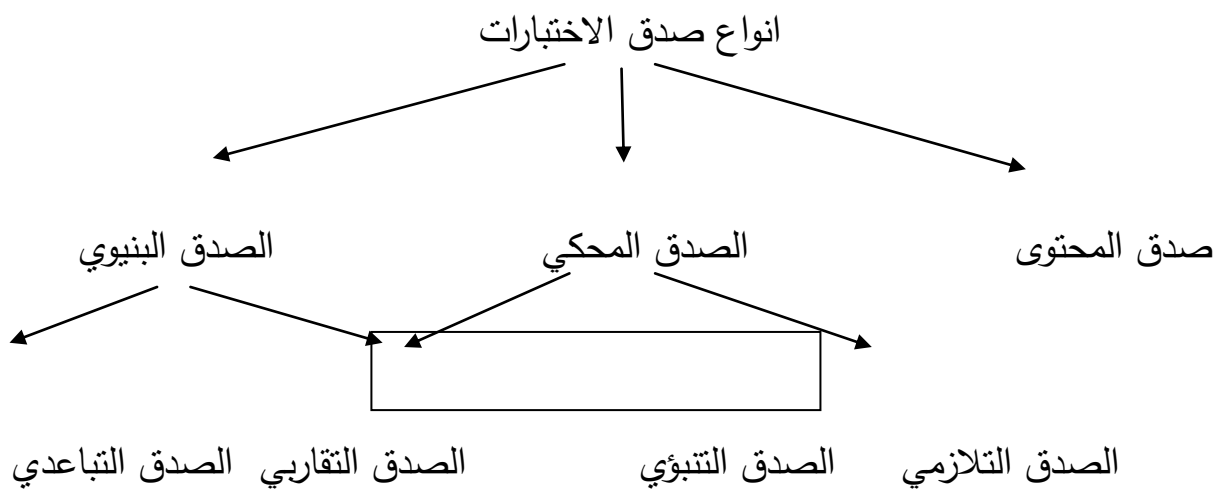 انواع صدق الاختبارات
صدق المحتوى الصدق المحكي الصدق البنيوي
الصدق التلازمي الصدق التنبؤي الصدق التقاربي الصدق التباعدي